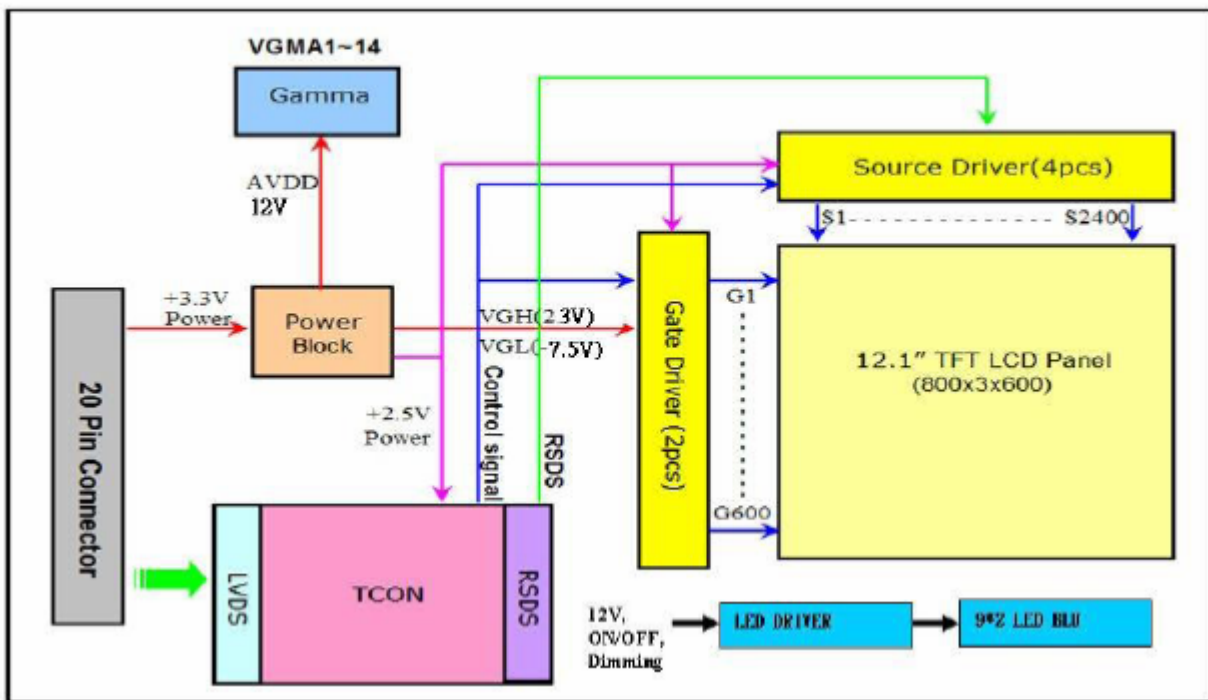 VGMA1~14
Gamma
AVDD
12V
Source Driver(4pcs)
S1
S2400
+3.3V
Power
Power
Block
VGH(23V)
VGL(-7.5V)
G1
Gate Driver (2pcs)
12.1" TFT LCD Panel
(800x3x600)
20 Pin Connector
+2.5V
Power
Control signal
RSDS
G600
LVDS
TCON
RSDS
12V,
ON/OFF,
Dimming
LED DRIVER
9*2 LED BLU